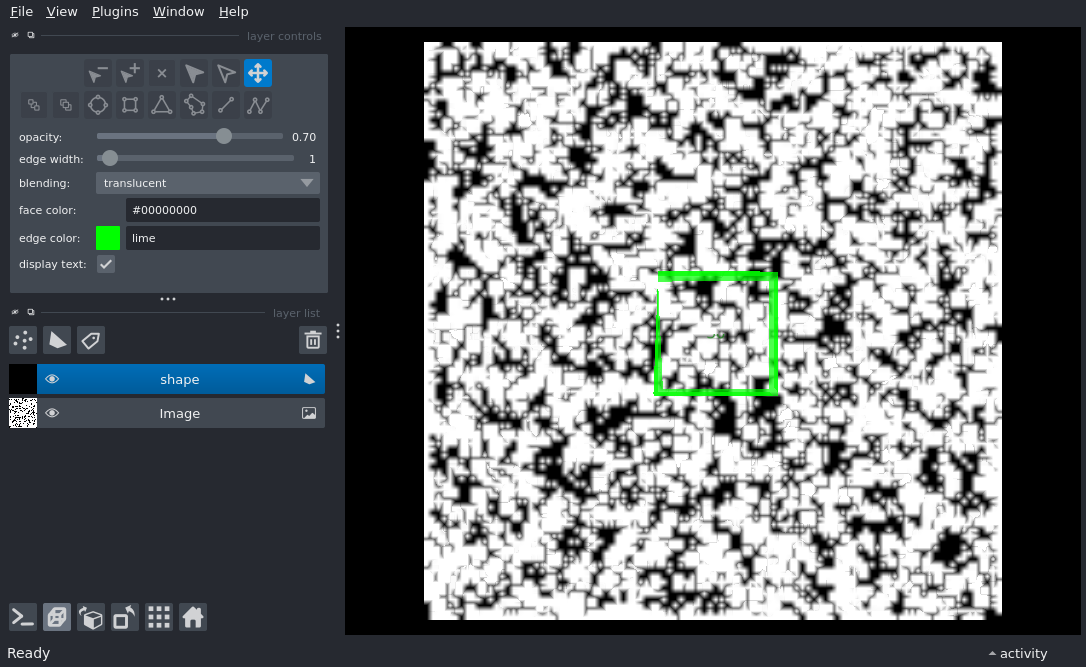 File View Plugins Window Help
layer controls
opacity: 0.70
edge width: 1
blending: translucent
face color: #00000000
edge color: lime
display text:
layer list
shape
Image
Ready
activity